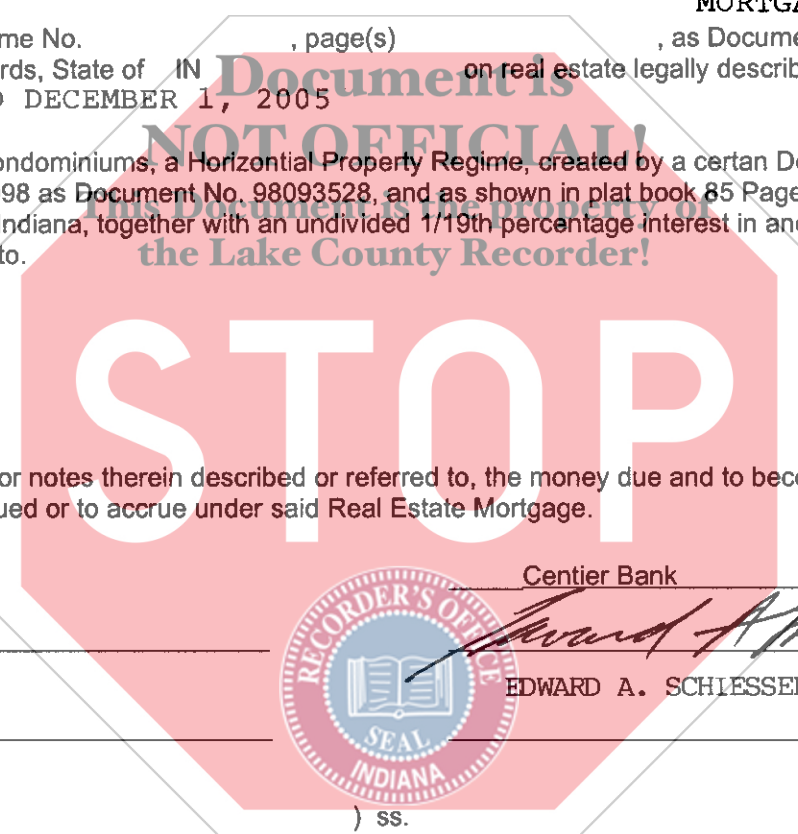 MORTGA
me No. , page(s) , as Docume
rds, State of IN on real estate legally describ
DECEMBER 1, 2005
Document is
NOT OFFICIAL!
This Document is the property of
the Lake County Recorder!
ondominiums, a Horizontial Property Regime, created by a certan De
98 as Document No. 98093528, and as shown in plat book 85 Page
Indiana, together with an undivided 1/19th percentage interest in and
to.
STOP
or notes therein described or referred to, the money due and to beco
ued or to accrue under said Real Estate Mortgage.
Centier Bank
EDWARD A. SCHIESSE
RECORDER'S OFFICE
SEAL
INDIANA
) ss.